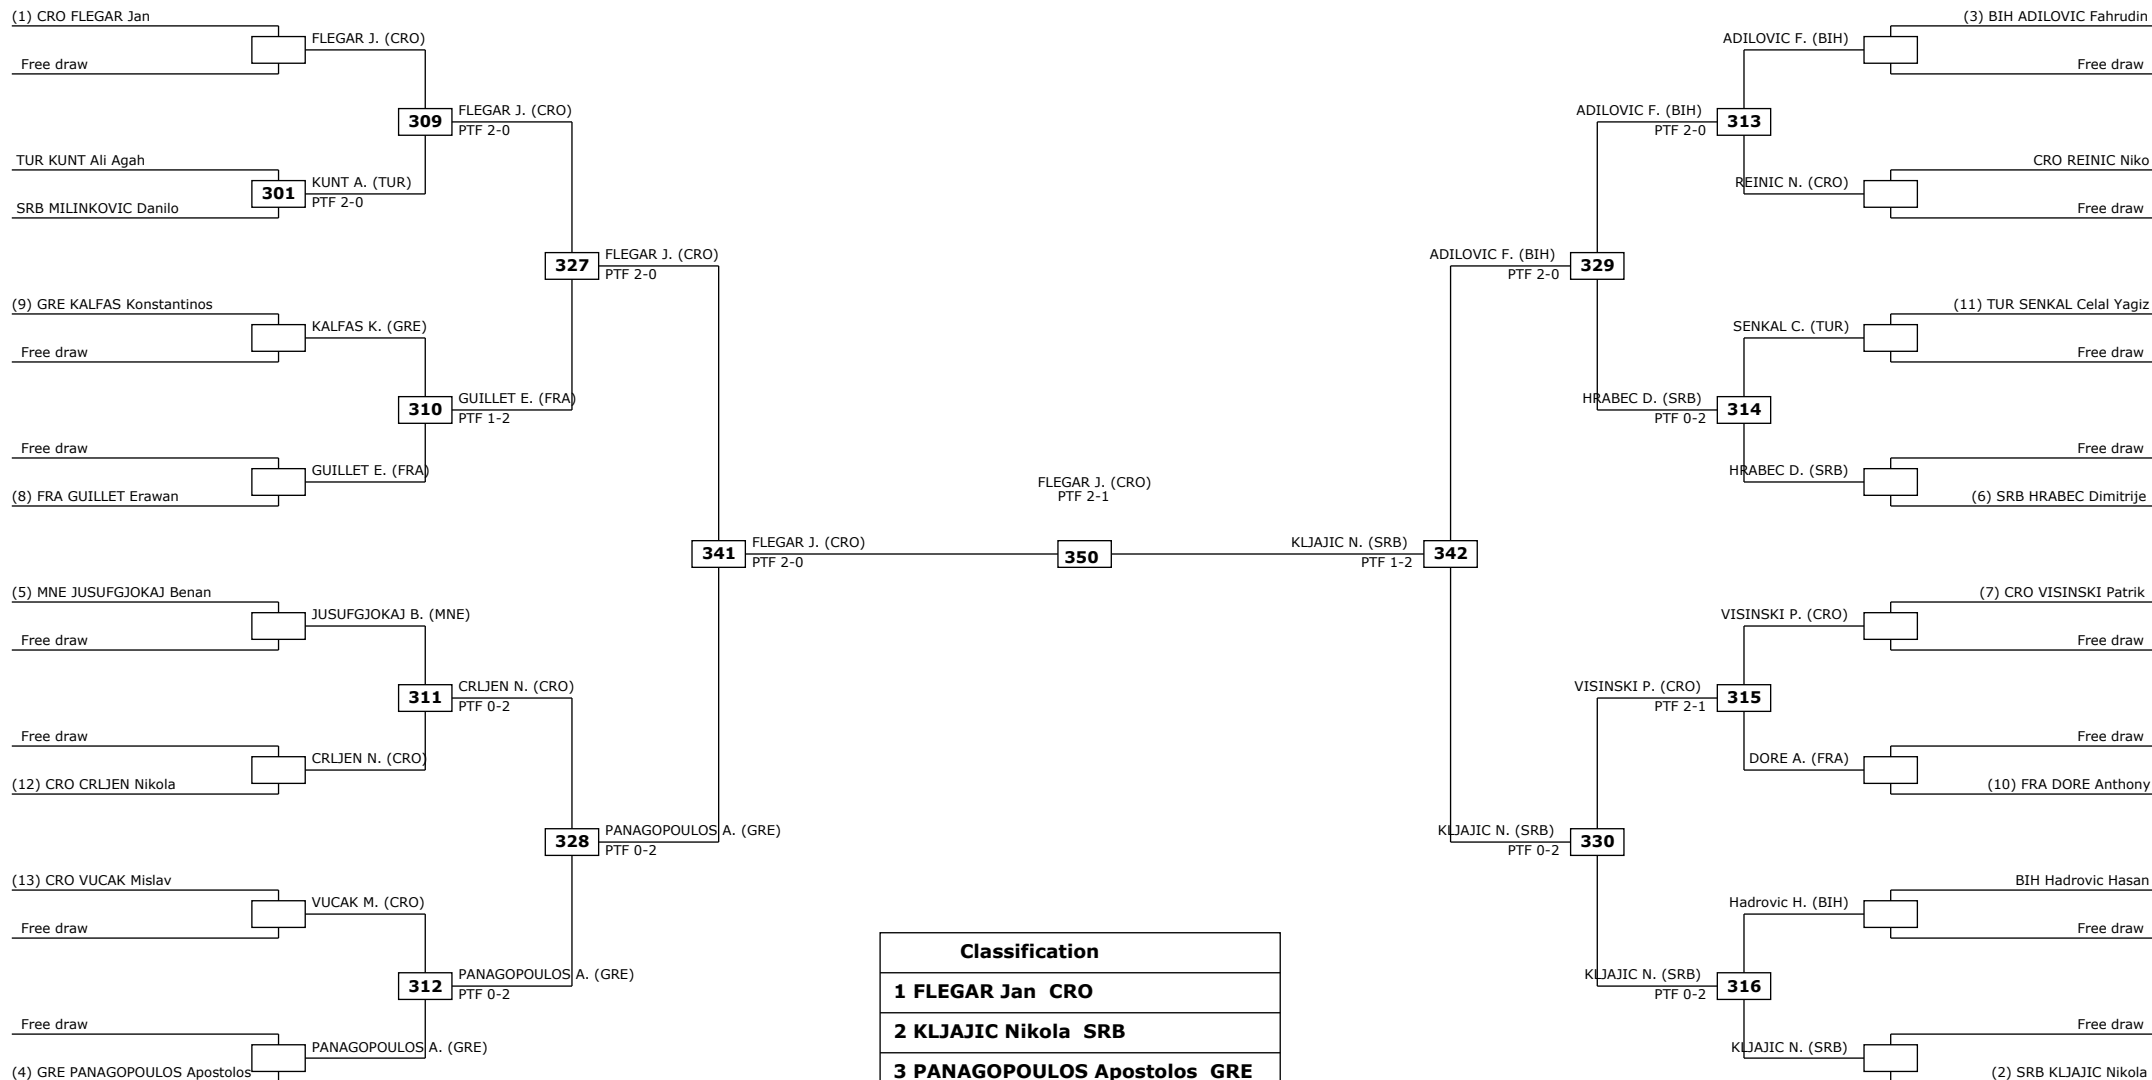 (1) CRO FLEGAR Jan
FLEGAR J. (CRO)
Free draw
309
FLEGAR J. (CRO)
PTF 2-0
TUR KUNT Ali Agah
301
KUNT A. (TUR)
PTF 2-0
SRB MILINKOVIC Danilo
327
FLEGAR J. (CRO)
PTF 2-0
(9) GRE KALFAS Konstantinos
KALFAS K. (GRE)
Free draw
310
GUILLET E. (FRA)
PTF 1-2
Free draw
GUILLET E. (FRA)
(8) FRA GUILLET Erawan
341
FLEGAR J. (CRO)
PTF 2-0
(5) MNE JUSUFGJOKAJ Benan
JUSUFGJOKAJ B. (MNE)
Free draw
311
CRLJEN N. (CRO)
PTF 0-2
Free draw
CRLJEN N. (CRO)
(12) CRO CRLJEN Nikola
328
PANAGOPOULOS A. (GRE)
PTF 0-2
(13) CRO VUCAK Mislav
VUCAK M. (CRO)
Free draw
312
PANAGOPOULOS A. (GRE)
PTF 0-2
Free draw
PANAGOPOULOS A. (GRE)
(4) GRE PANAGOPOULOS Apostolos
FLEGAR J. (CRO)
PTF 2-1
350
Classification
1 FLEGAR Jan CRO
2 KLJAJIC Nikola SRB
3 PANAGOPOULOS Apostolos GRE
(3) BIH ADILOVIC Fahrudin
ADILOVIC F. (BIH)
Free draw
ADILOVIC F. (BIH)
PTF 2-0
313
CRO REINIC Niko
REINIC N. (CRO)
Free draw
ADILOVIC F. (BIH)
PTF 2-0
329
(11) TUR SENKAL Celal Yagiz
SENKAL C. (TUR)
Free draw
HRABEC D. (SRB)
PTF 0-2
314
Free draw
HRABEC D. (SRB)
(6) SRB HRABEC Dimitrije
KLJAJIC N. (SRB)
PTF 1-2
342
(7) CRO VISINSKI Patrik
VISINSKI P. (CRO)
Free draw
VISINSKI P. (CRO)
PTF 2-1
315
Free draw
DORE A. (FRA)
(10) FRA DORE Anthony
KLJAJIC N. (SRB)
PTF 0-2
330
BIH Hadrovic Hasan
Hadrovic H. (BIH)
Free draw
KLJAJIC N. (SRB)
PTF 0-2
316
Free draw
KLJAJIC N. (SRB)
(2) SRB KLJAJIC Nikola